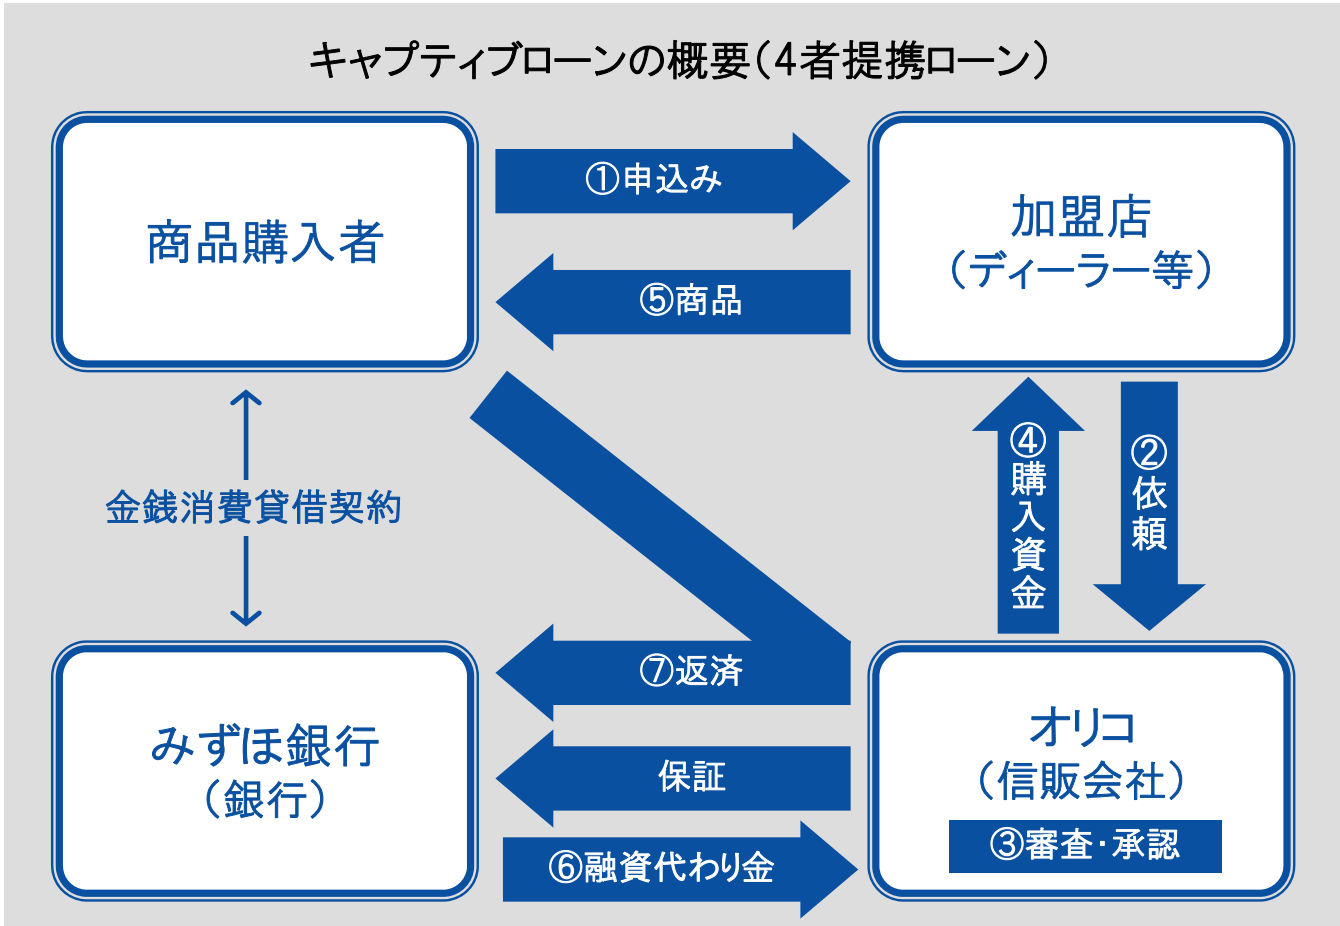 キャプティブローンの概要（4者提携ローン）
商品購入者
①申込み
加盟店
（ディーラー等）
⑤商品
④購入資金
②依頼
金銭消費貸借契約
⑦返済
みずほ銀行
（銀行）
保証
オリコ
（信販会社）
③審査・承認
⑥融資代わり金